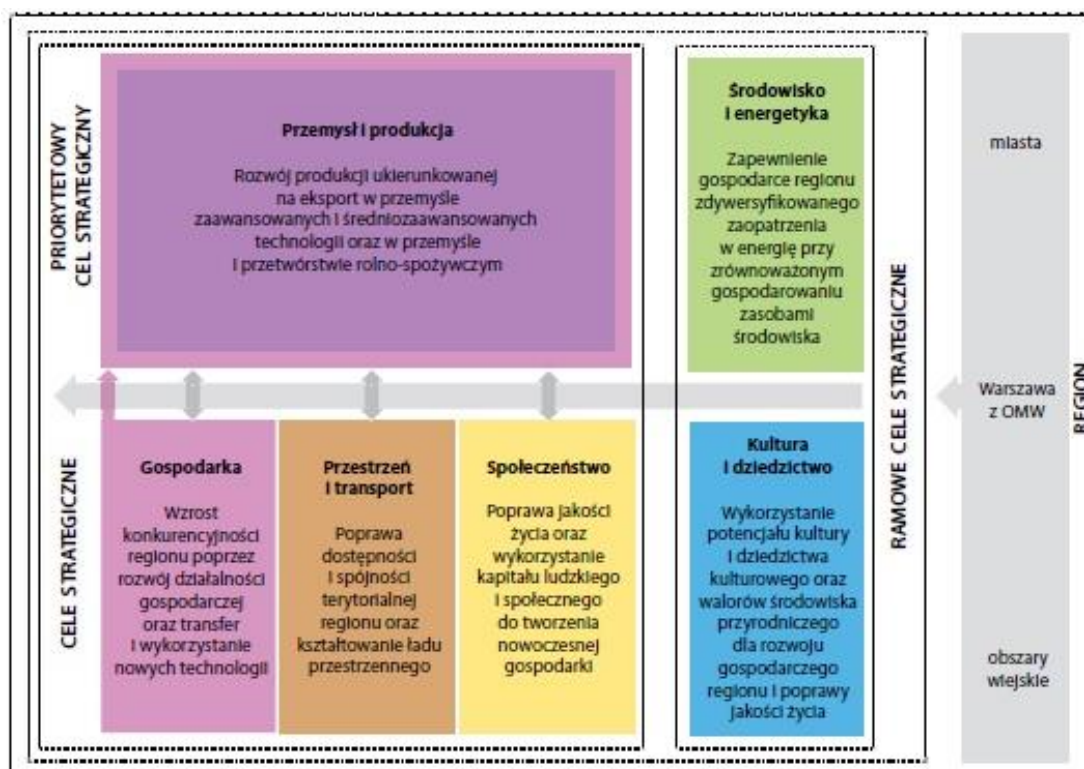 PRIORYTETOWY
CEL STRATEGICZNY
Przemysł i produkcja
Rozwój produkcji ukierunkowanej
na eksport w przemyśle
zaawansowanych i średniozaawansowanych
technologii oraz w przemyśle
i przetwórstwie rolno-spożywczym
Środowisko
i energetyka
Zapewnienie
gospodarce regionu
zdywersyfikowanego
zaopatrzenia
w energię przy
zrównoważonym
gospodarowaniu
zasobami
środowiska
CELE STRATEGICZNE
Gospodarka
Wzrost
konkurencyjności
regionu poprzez
rozwój działalności
gospodarczej
oraz transfer
i wykorzystanie
nowych technologii
Przestrzeń
i transport
Poprawa
dostępności
i spójności
terytorialnej
regionu oraz
kształtowanie ładu
przestrzennego
Społeczeństwo
Poprawa jakości
życia oraz
wykorzystanie
kapitału ludzkiego
i społecznego
do tworzenia
nowoczesnej
gospodarki
Kultura
i dziedzictwo
Wykorzystanie
potencjału kultury
i dziedzictwa
kulturowego oraz
walorów środowiska
przyrodniczego
dla rozwoju
gospodarczego
regionu i poprawy
jakości życia
RAMOWE CELE STRATEGICZNE
miasta
Warszawa
z OMW
obszary
wiejskie
REGION